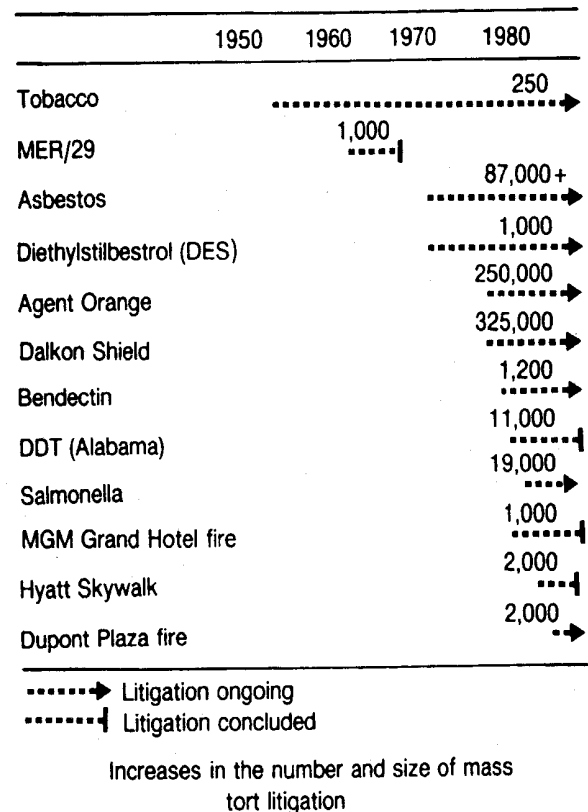 1950 1960 1970 1980
250
Tobacco
1,000
MER/29
87,000+
Asbestos
1,000
Diethylstilbestrol (DES)
250,000
Agent Orange
325,000
Dalkon Shield
1,200
Bendectin
11,000
DDT (Alabama)
19,000
Salmonella
1,000
MGM Grand Hotel fire
2,000
Hyatt Skywalk
2,000
Dupont Plaza fire
Litigation ongoing
Litigation concluded
Increases in the number and size of mass
tort litigation